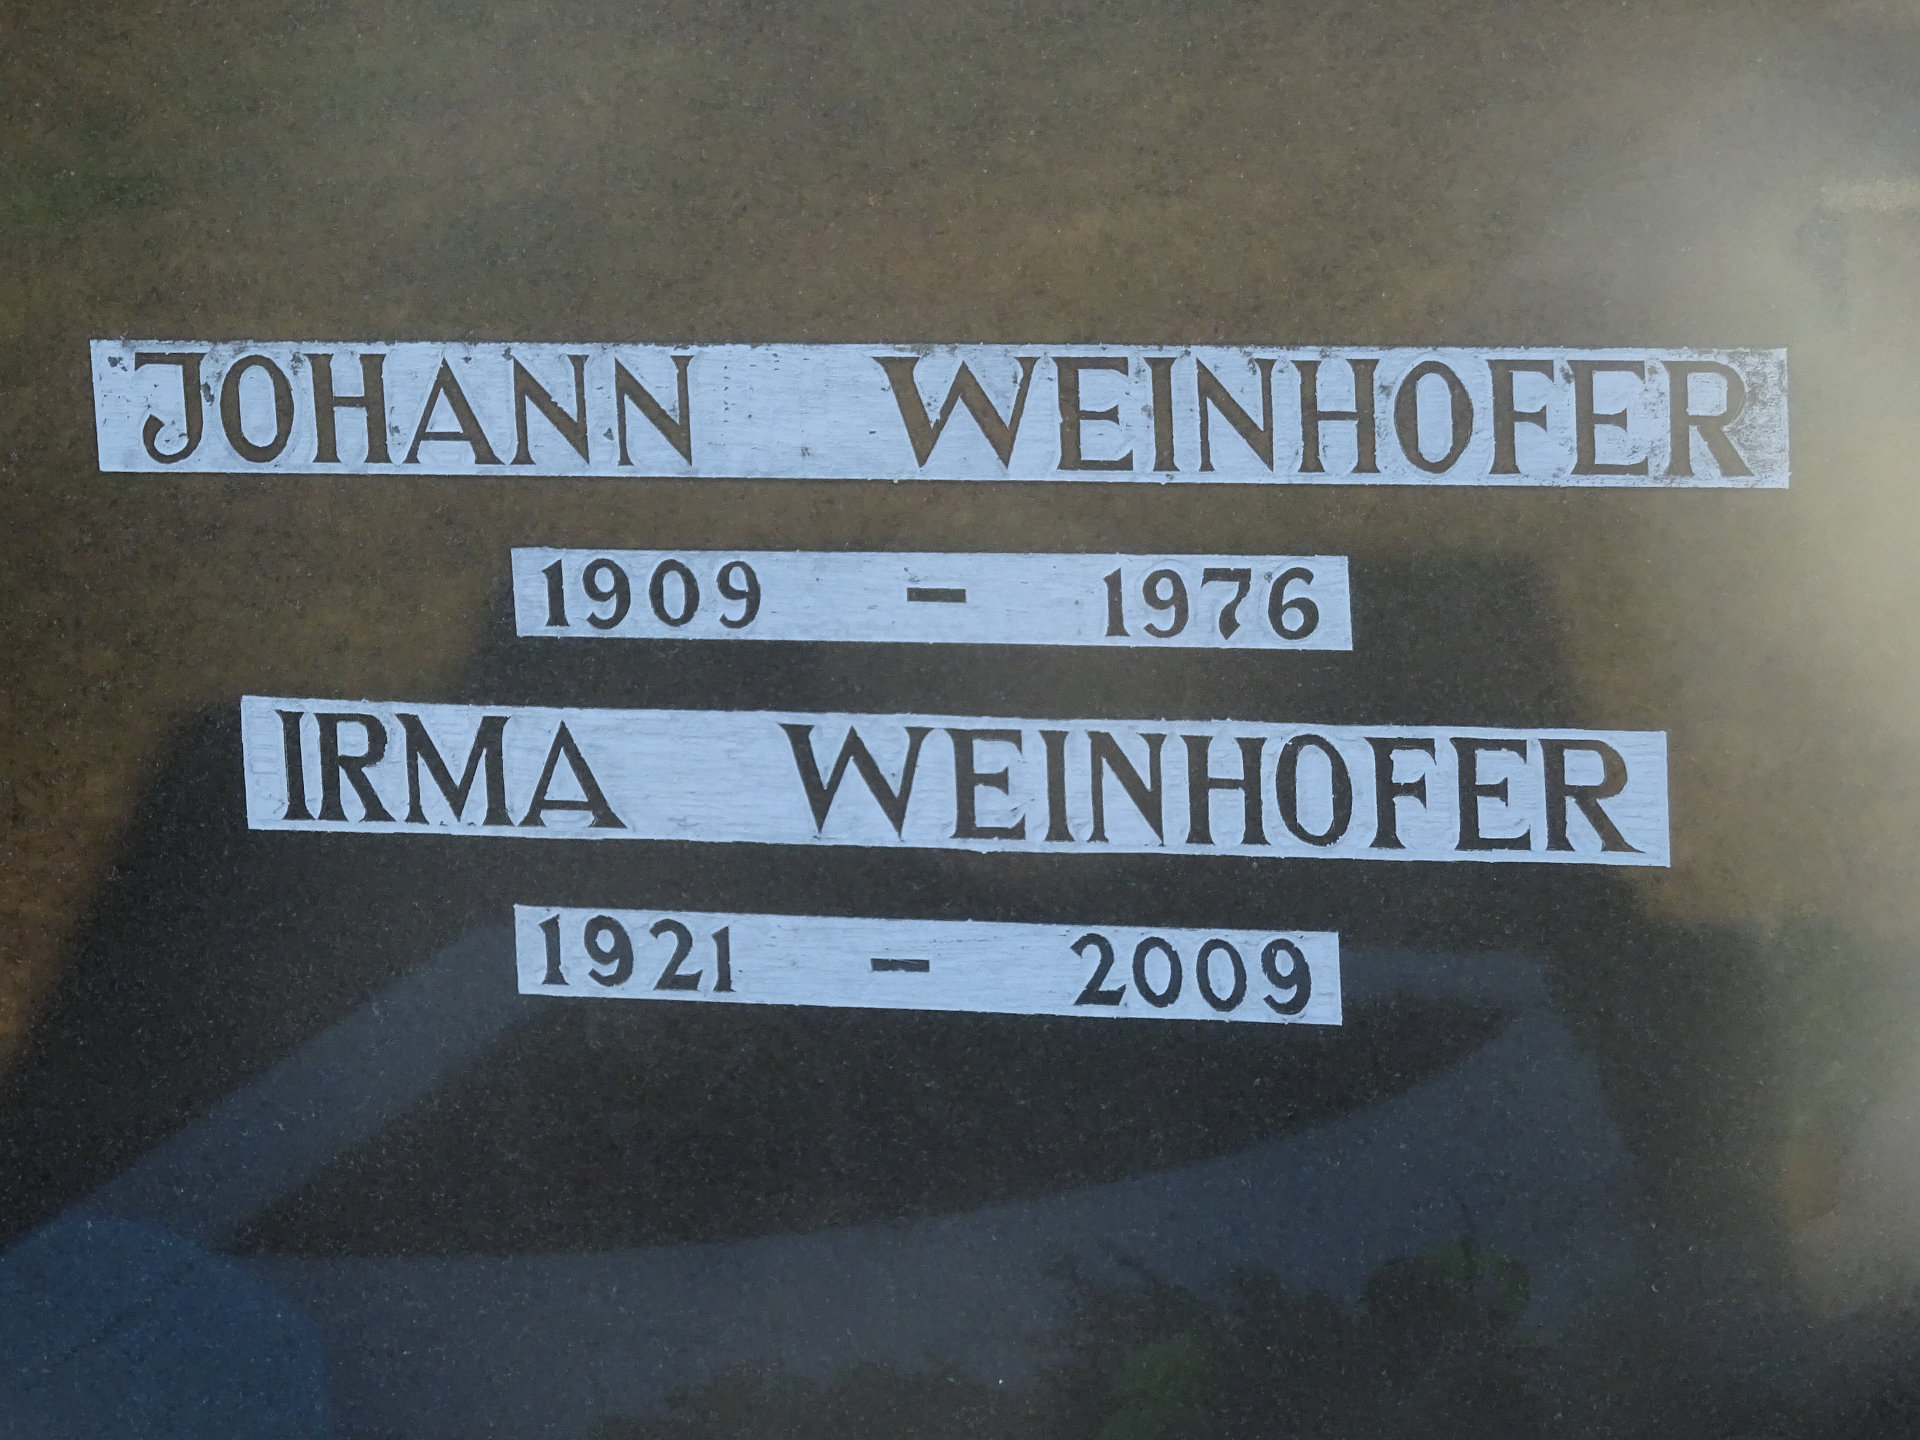 JOHANN WEINHOFER
1909 – 1976
IRMA WEINHOFER
1921 – 2009